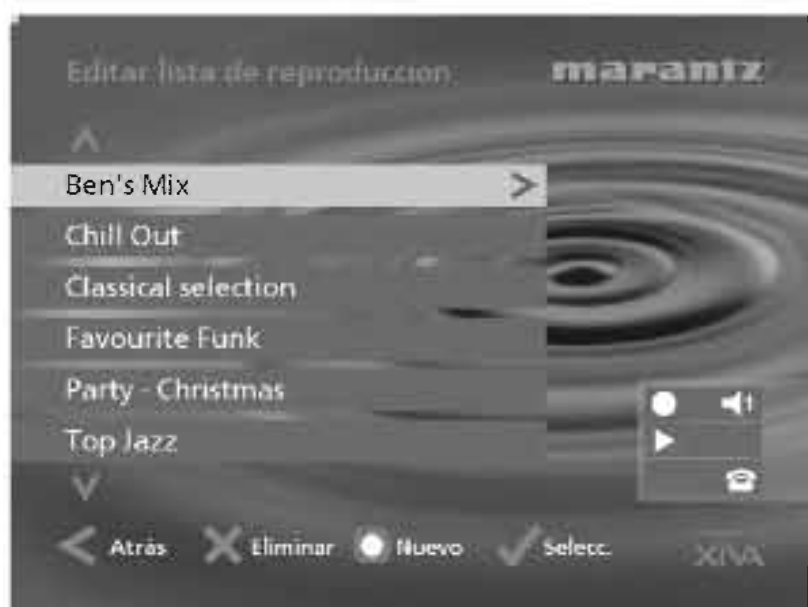 Editar lista de reproduccion
marantz
Ben's Mix
Chill Out
Classical selection
Favourite Funk
Party - Christmas
Top Jazz
1
Atrás Eliminar Nuevo Selecc.
XIVA